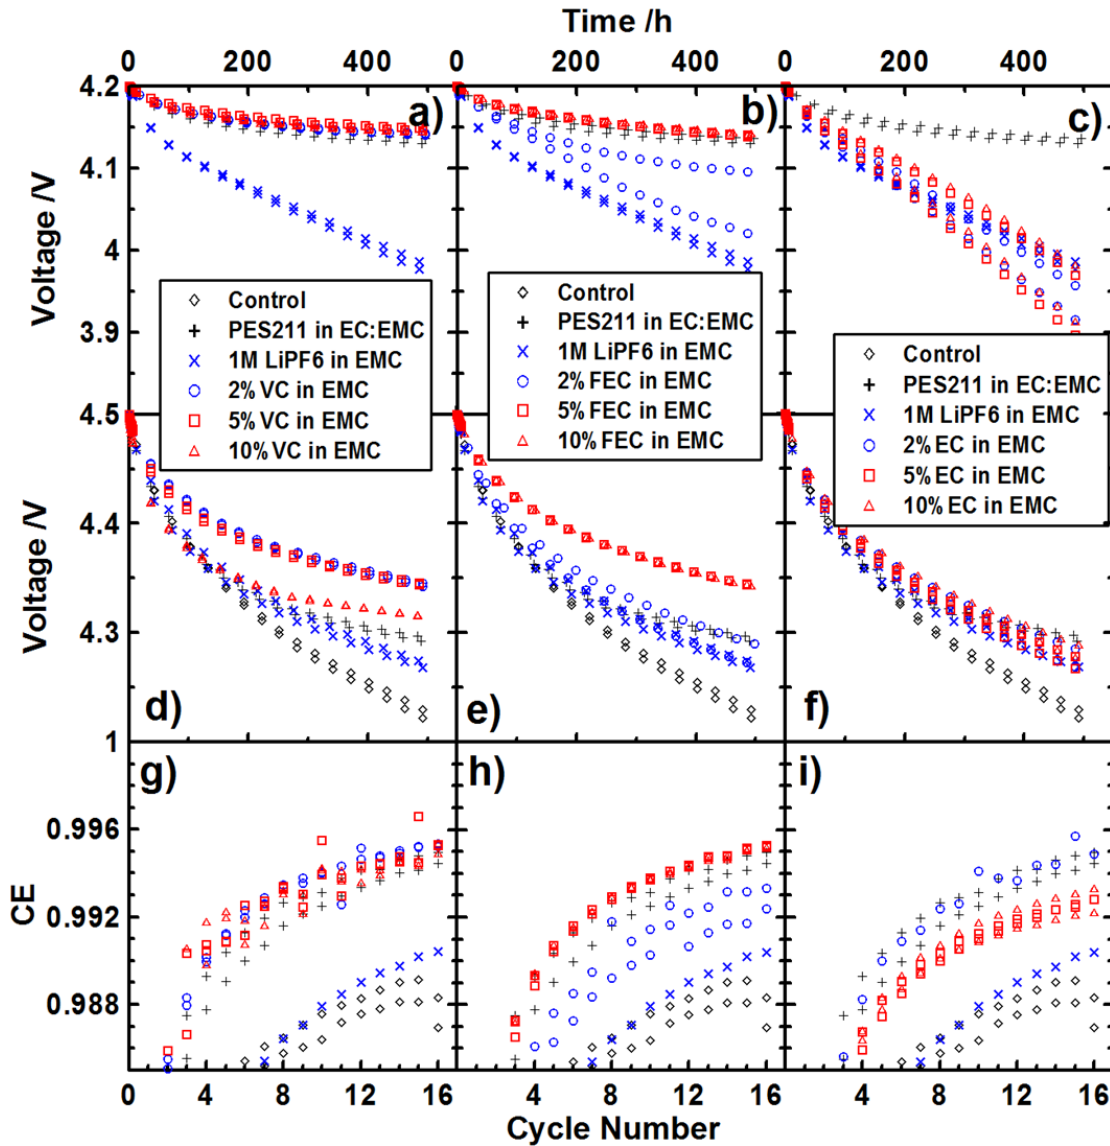 Time /h
0 200 400 0 200 400 0 200 400
4.2
a) b) c)
4.1
4
3.9
Voltage /V
Control
PES211 in EC:EMC
1M LiPF6 in EMC
2% VC in EMC
5% VC in EMC
10% VC in EMC
Control
PES211 in EC:EMC
1M LiPF6 in EMC
2% FEC in EMC
5% FEC in EMC
10% FEC in EMC
Control
PES211 in EC:EMC
1M LiPF6 in EMC
2% EC in EMC
5% EC in EMC
10% EC in EMC
4.5
4.4
4.3
Voltage /V
d) e) f)
1
g) h) i)
0.996
0.992
0.988
CE
0 4 8 12 16 4 8 12 16 4 8 12 16
Cycle Number